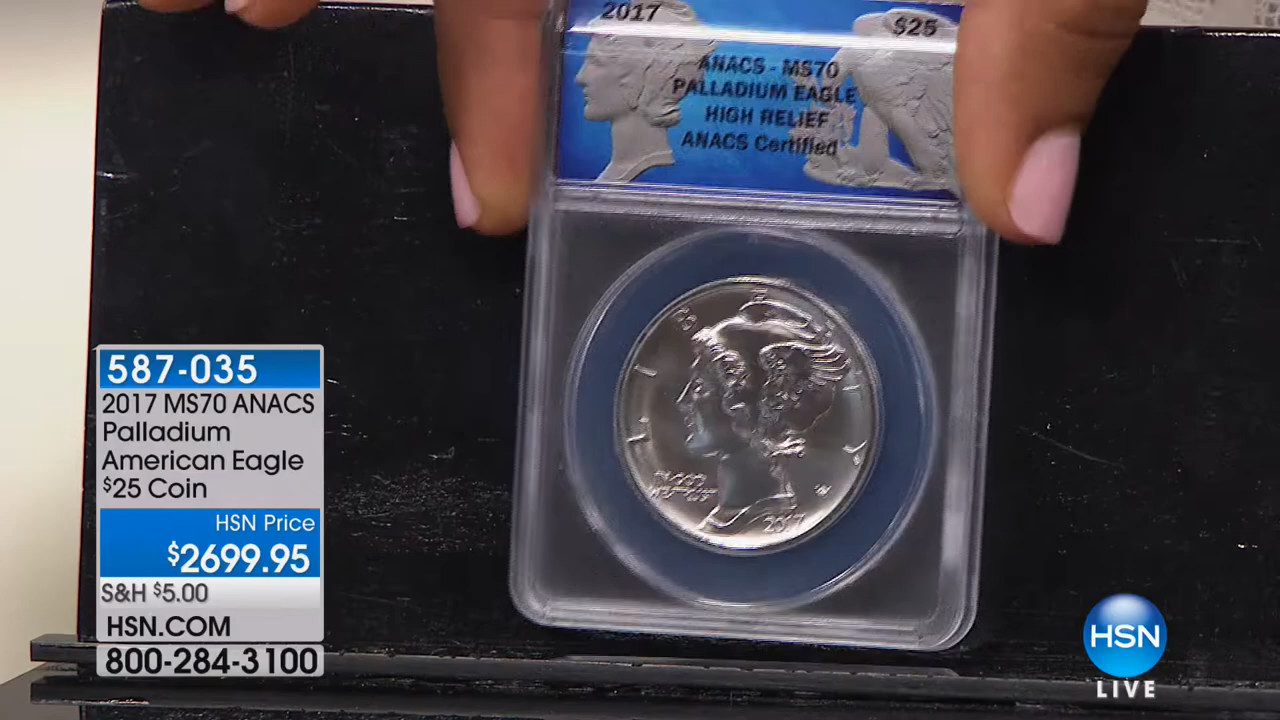 2017
$25
ANACS - MS70
PALLADIUM EAGLE
HIGH RELIEF
ANACS Certified
2017
587-035
2017 MS70 ANACS
Palladium
American Eagle
$25 Coin
HSN Price
$2699.95
S&H $5.00
HSN.COM
800-284-3100
HSN
LIVE